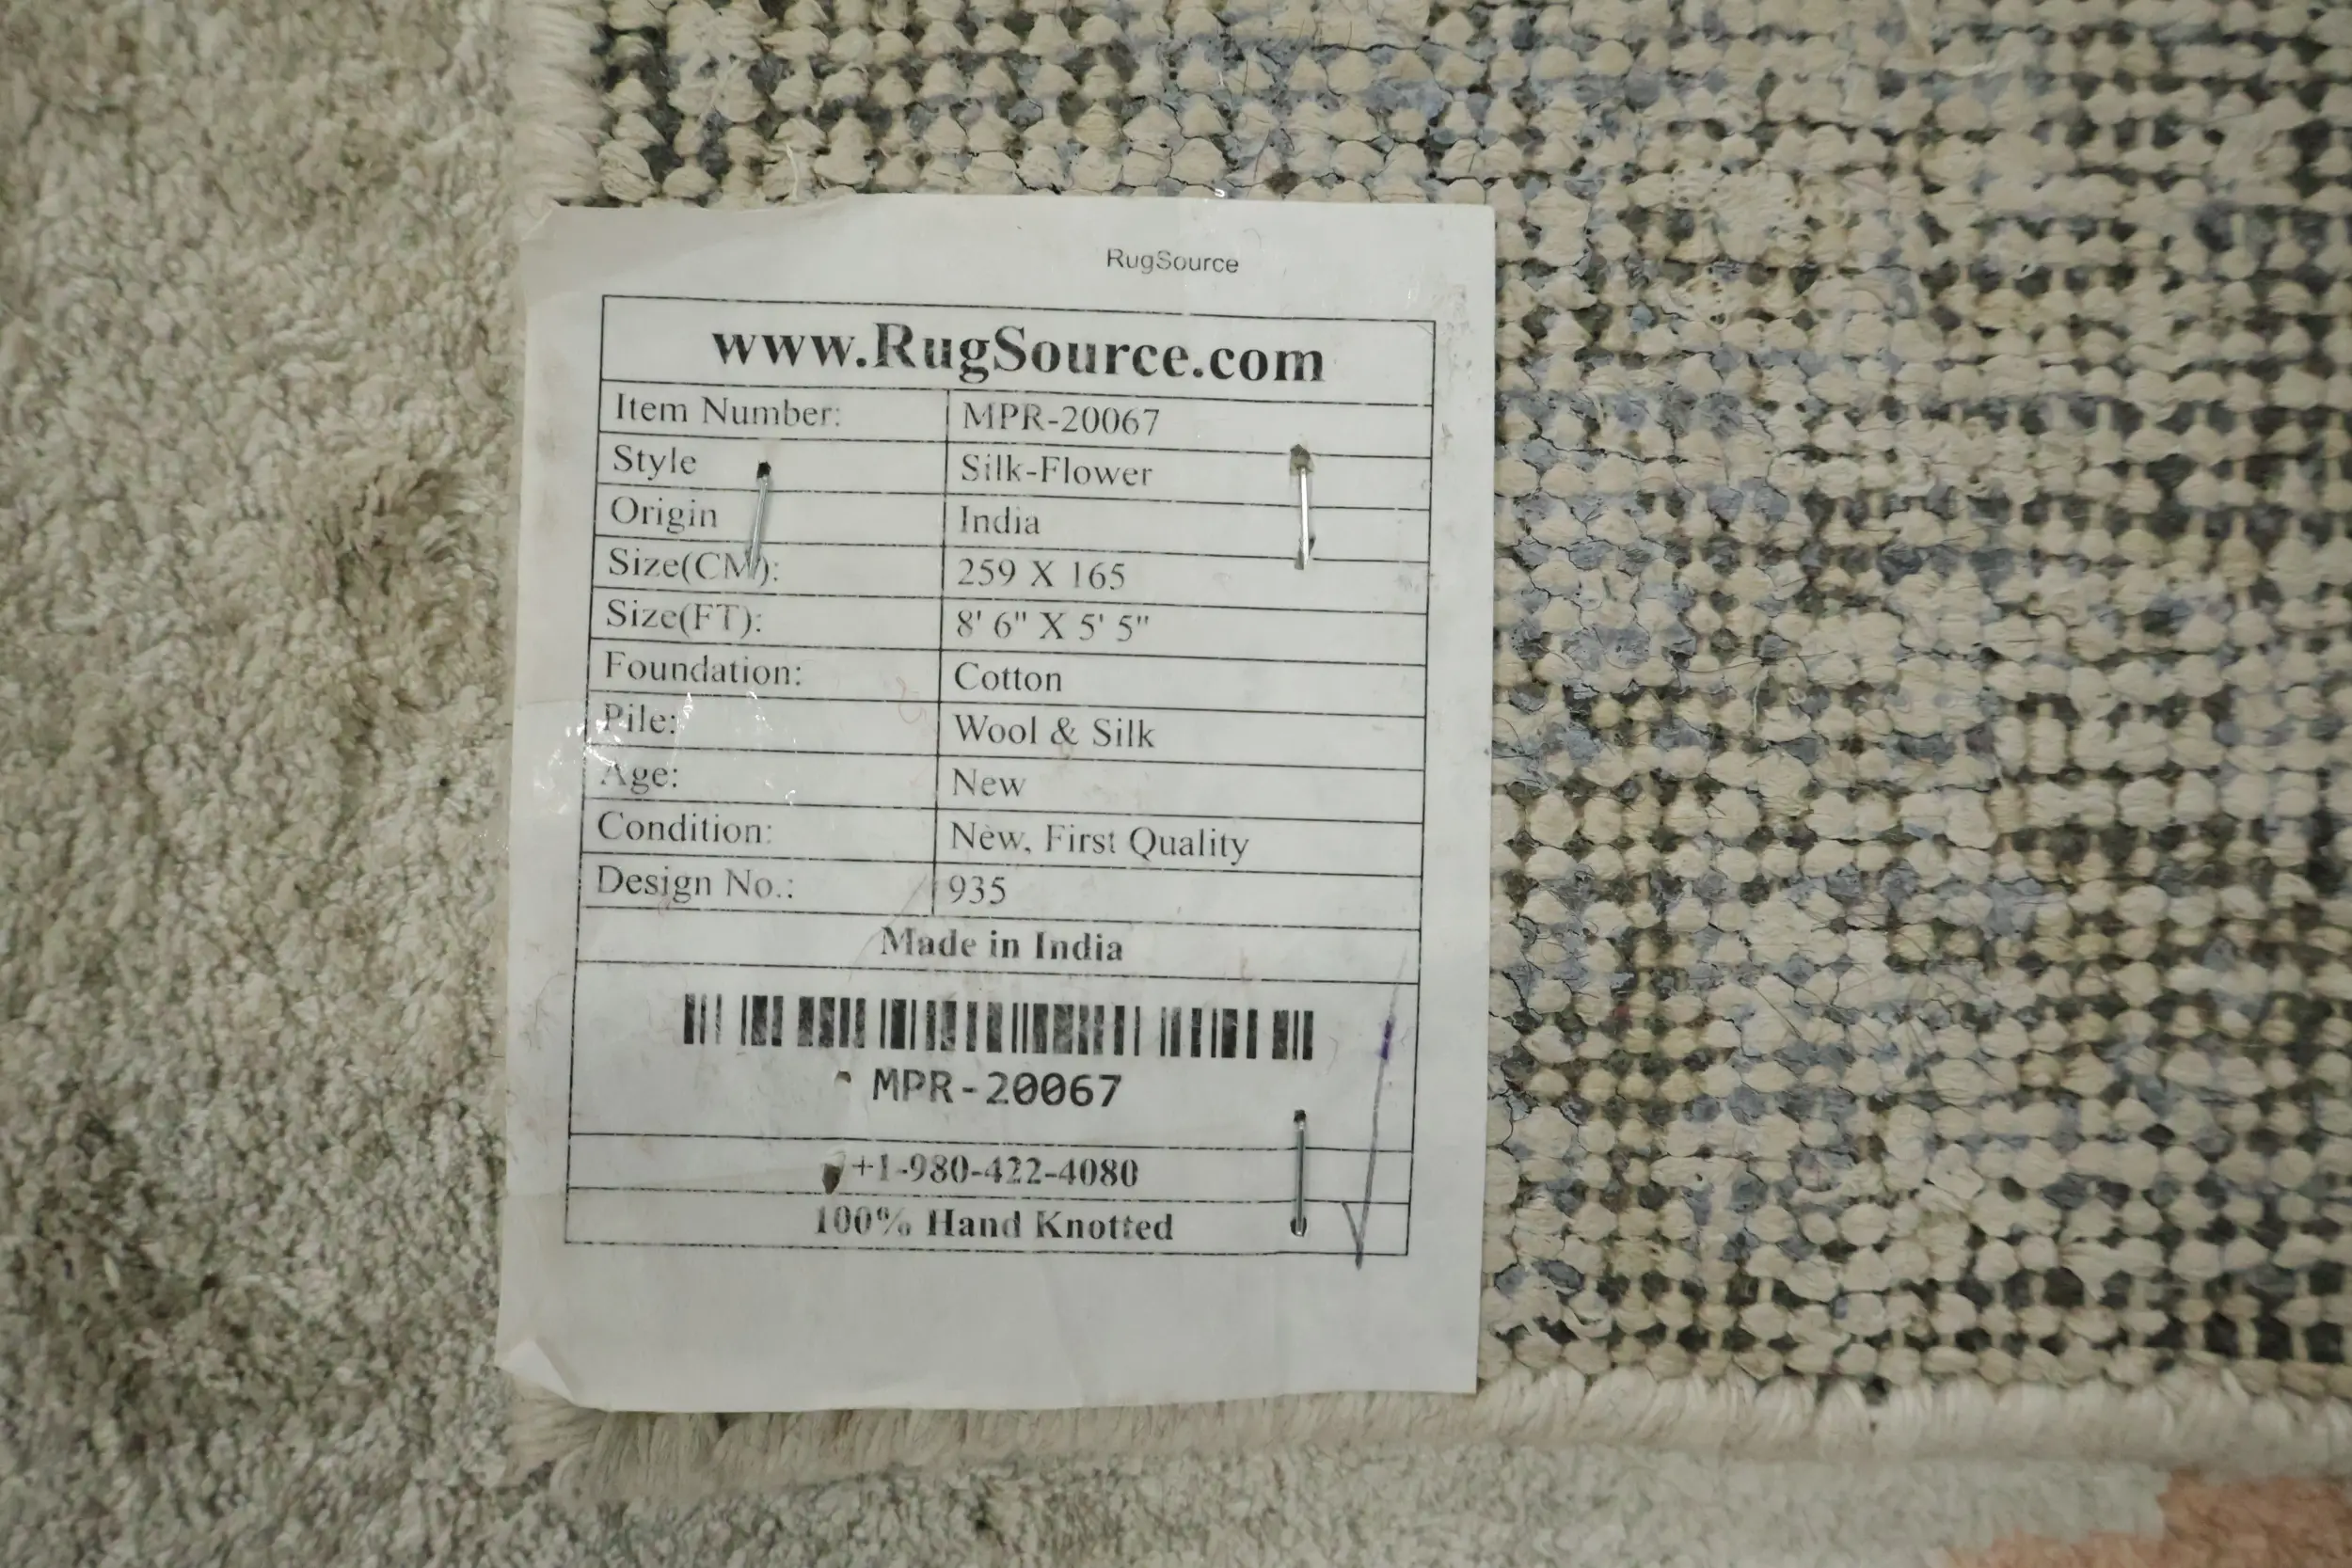 RugSource
www.RugSource.com
Item Number: MPR-20067
Style Silk-Flower
Origin India
Size(CM): 259 X 165
Size(FT): 8' 6" X 5' 5"
Foundation: Cotton
Pile: Wool & Silk
Age: New
Condition: New, First Quality
Design No.: 935
Made in India
MPR-20067
+1-980-422-4080
100% Hand Knotted